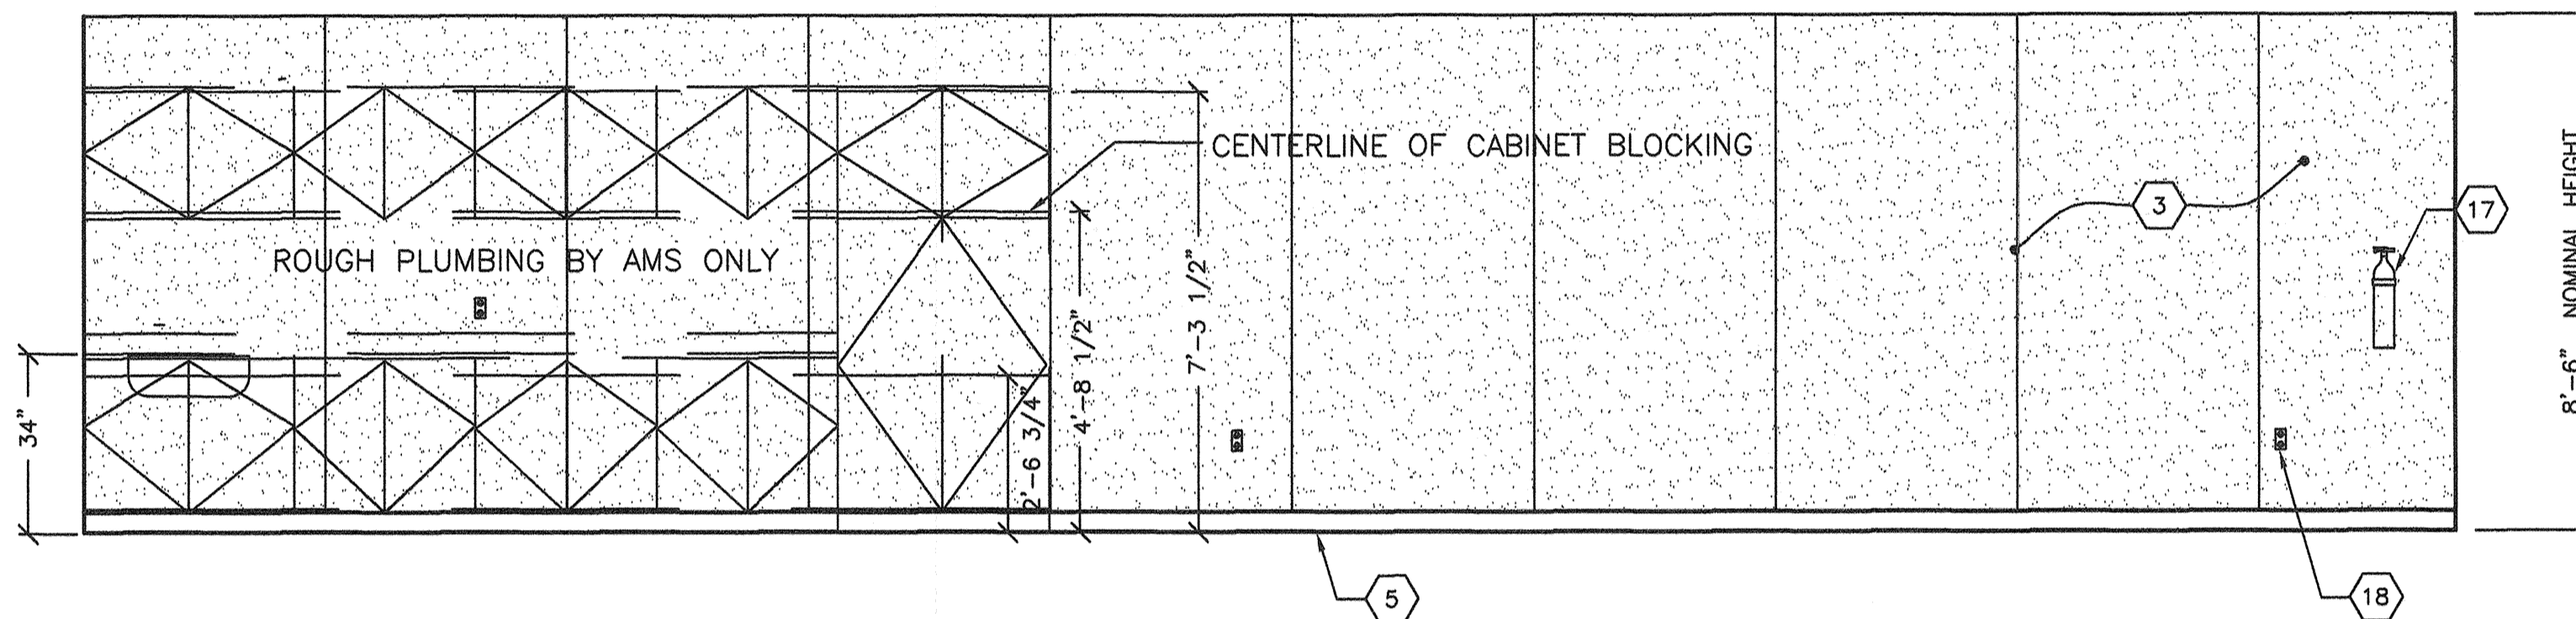 CENTERLINE OF CABINET BLOCKING
3
17
ROUGH PLUMBING BY AMS ONLY
34"
2'-6 3/4"
4'-8 1/2"
7'-3 1/2"
8'-6" NOMINAL HEIGHT
5
18